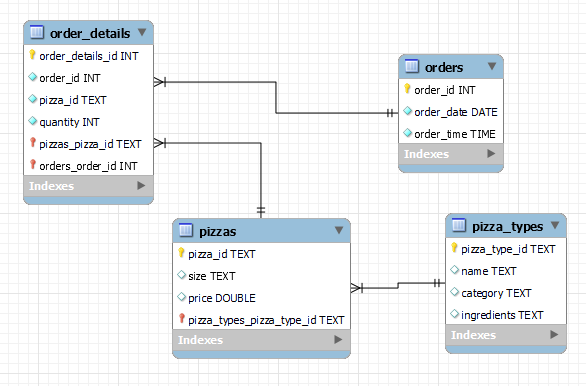 order_details
order_details_id INT
order_id INT
pizza_id TEXT
quantity INT
pizzas_pizza_id TEXT
orders_order_id INT
Indexes
orders
order_id INT
order_date DATE
order_time TIME
Indexes
pizzas
pizza_id TEXT
size TEXT
price DOUBLE
pizza_types_pizza_type_id TEXT
Indexes
pizza_types
pizza_type_id TEXT
name TEXT
category TEXT
ingredients TEXT
Indexes